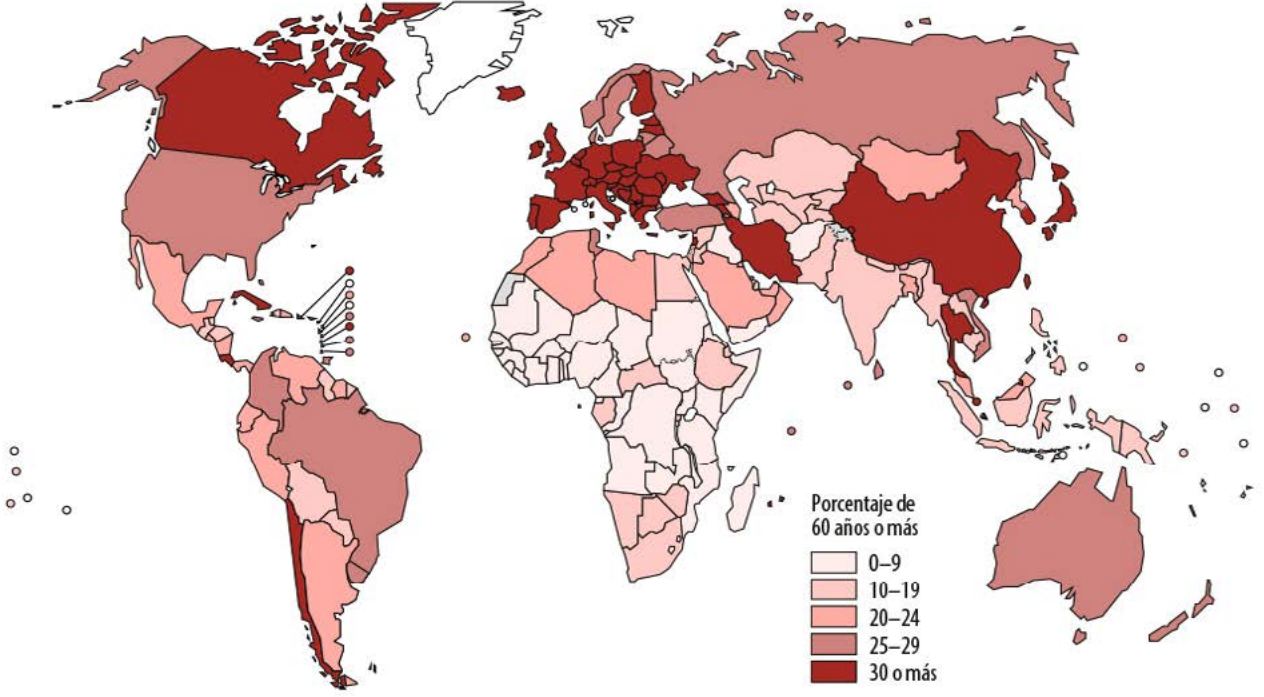 Porcentaje de
60 años o más
0–9
10–19
20–24
25–29
30 o más